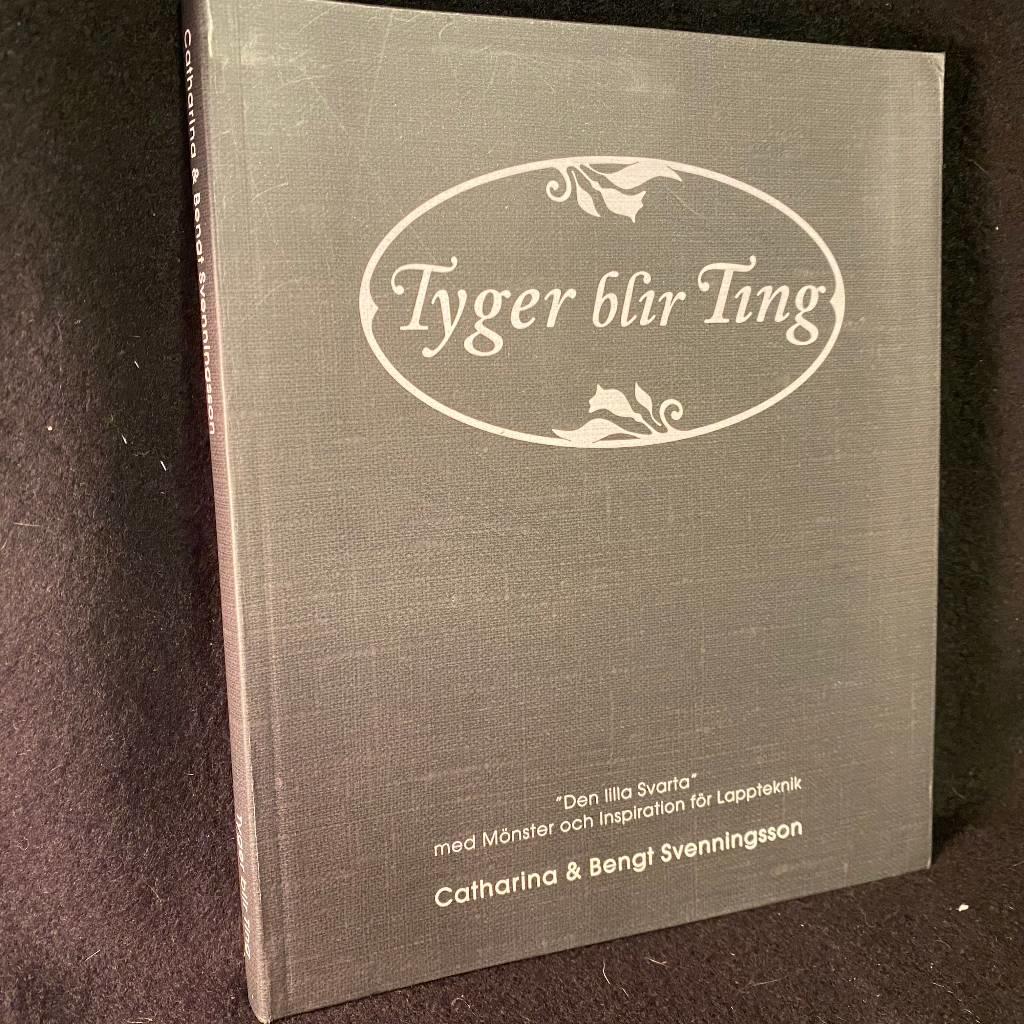 Tyger blir Ting
"Den lilla Svarta"
med Mönster och Inspiration för Lappteknik
Catharina & Bengt Svenningsson
Catharina & Bengt Svenningsson
Tyger blir Ting